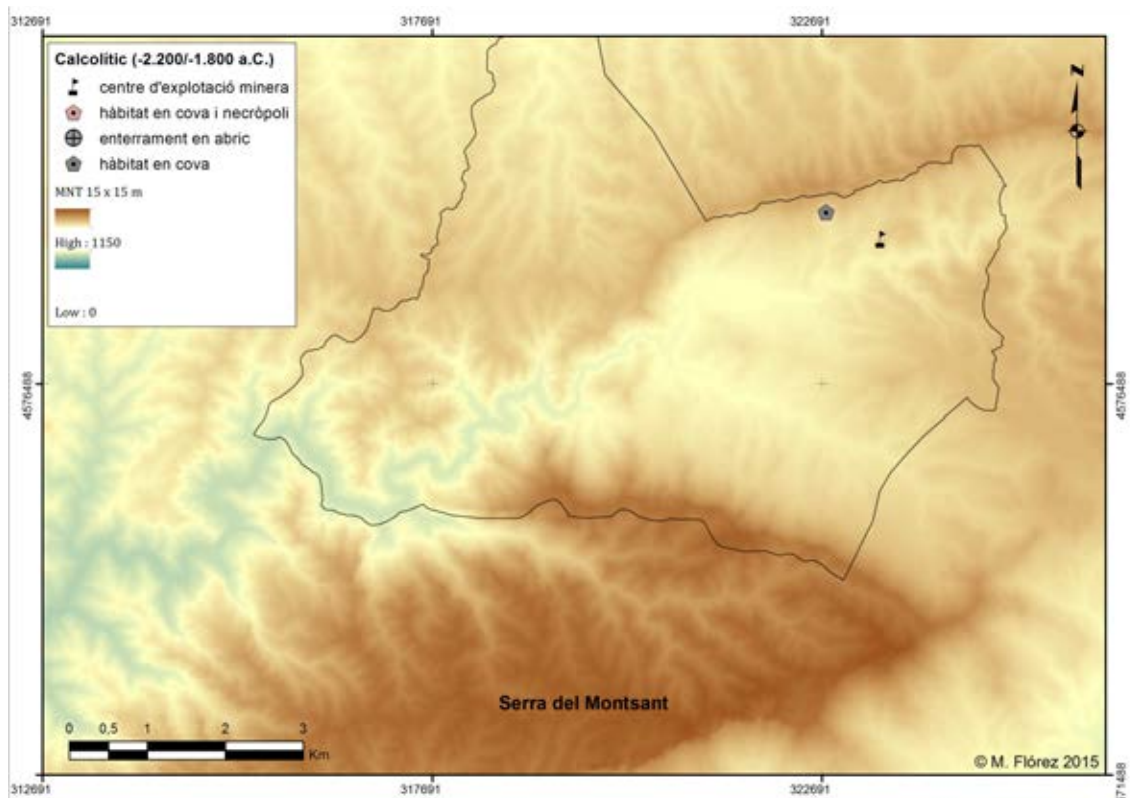 312691 317691 322691
Calcolític (-2.200/-1.800 a.C.)
centre d'explotació minera
hàbitat en cova i necròpoli
enterrament en abric
hàbitat en cova
MNT 15 x 15 m
High : 1150
Low : 0
N
4576488 4576488
Serra del Montsant
0 0,5 1 2 3
Km
© M. Flórez 2015
71488
312691 317691 322691